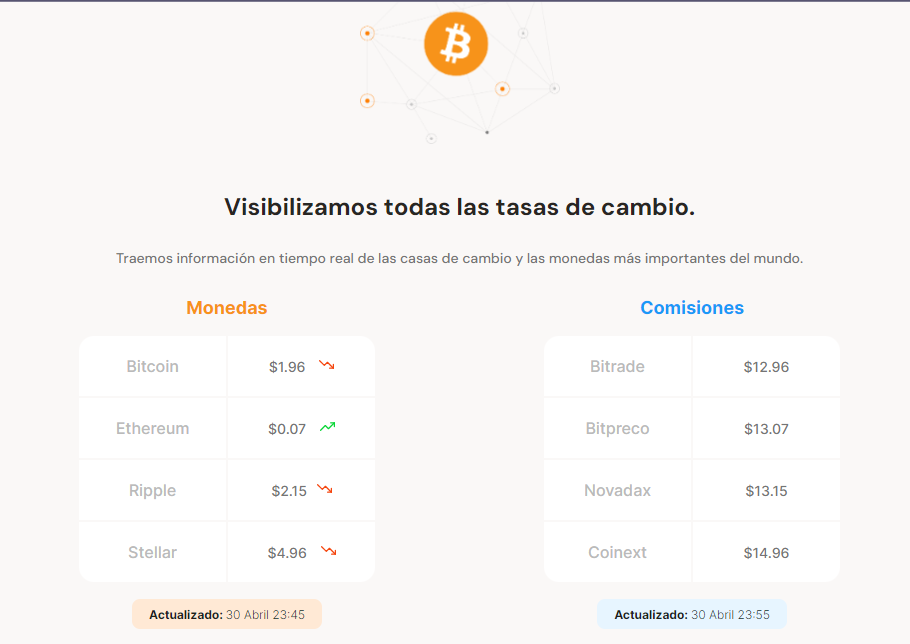 Visibilizamos todas las tasas de cambio.
Traemos información en tiempo real de las casas de cambio y las monedas más importantes del mundo.
Monedas
Bitcoin $1.96
Ethereum $0.07
Ripple $2.15
Stellar $4.96
Actualizado: 30 Abril 23:45
Comisiones
Bitrade $12.96
Bitpreco $13.07
Novadax $13.15
Coinext $14.96
Actualizado: 30 Abril 23:55